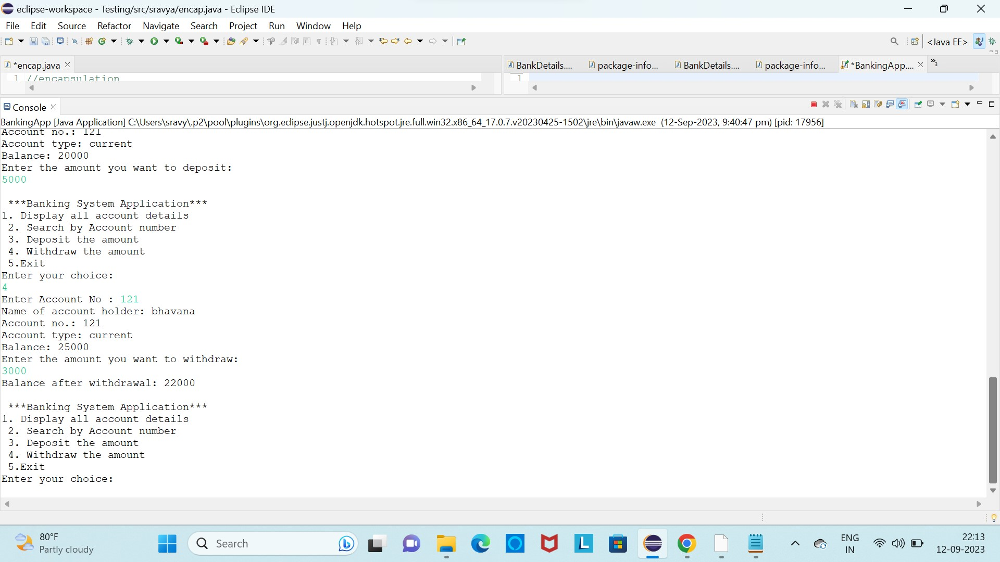 eclipse-workspace - Testing/src/sravya/encap.java - Eclipse IDE
File Edit Source Refactor Navigate Search Project Run Window Help
<Java EE>
*encap.java
BankDetails.... package-info... BankDetails.... package-info... *BankingApp.... »3
1 //encapsulation
1
Console
BankingApp [Java Application] C:\Users\sravy\.p2\pool\plugins\org.eclipse.justj.openjdk.hotspot.jre.full.win32.x86_64_17.0.7.v20230425-1502\jre\bin\javaw.exe (12-Sep-2023, 9:40:47 pm) [pid: 17956]
Account no.: 121
Account type: current
Balance: 20000
Enter the amount you want to deposit:
5000
***Banking System Application***
1. Display all account details
2. Search by Account number
3. Deposit the amount
4. Withdraw the amount
5.Exit
Enter your choice:
4
Enter Account No : 121
Name of account holder: bhavana
Account no.: 121
Account type: current
Balance: 25000
Enter the amount you want to withdraw:
3000
Balance after withdrawal: 22000
***Banking System Application***
1. Display all account details
2. Search by Account number
3. Deposit the amount
4. Withdraw the amount
5.Exit
Enter your choice:
80°F
Partly cloudy
Search
L
ENG
IN
22:13
12-09-2023